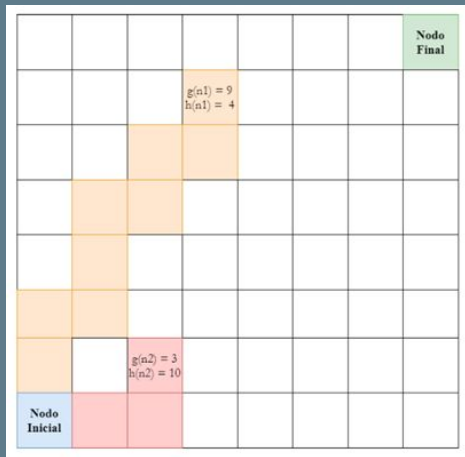 Nodo
Final
g(n1) = 9
h(n1) = 4
g(n2) = 3
h(n2) = 10
Nodo
Inicial